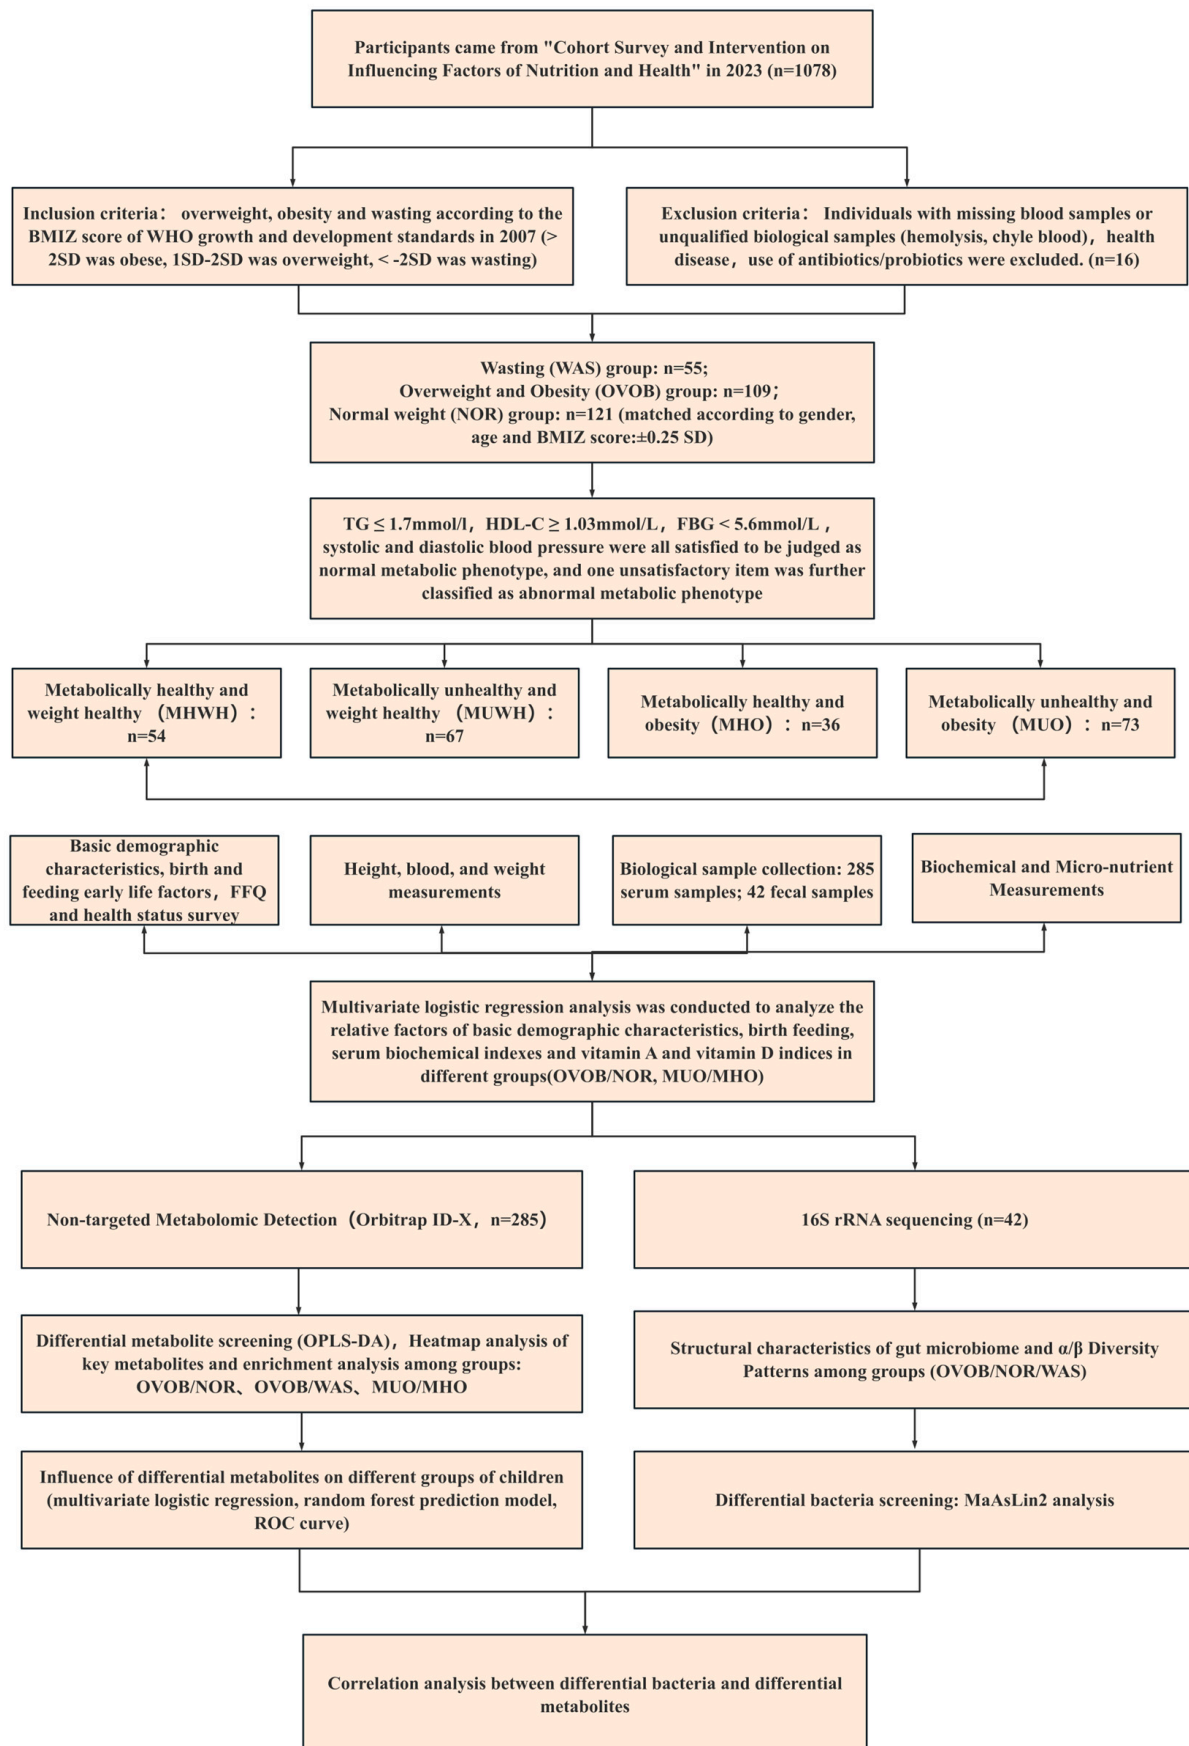 Participants came from "Cohort Survey and Intervention on
Influencing Factors of Nutrition and Health" in 2023 (n=1078)
Inclusion criteria： overweight, obesity and wasting according to the
BMIZ score of WHO growth and development standards in 2007 (>
2SD was obese, 1SD-2SD was overweight, < -2SD was wasting)
Exclusion criteria： Individuals with missing blood samples or
unqualified biological samples (hemolysis, chyle blood)， health
disease， use of antibiotics/probiotics were excluded. (n=16)
Wasting (WAS) group: n=55;
Overweight and Obesity (OVOB) group: n=109；
Normal weight (NOR) group: n=121 (matched according to gender,
age and BMIZ score:±0.25 SD)
TG ≤ 1.7mmol/l， HDL-C ≥ 1.03mmol/L， FBG < 5.6mmol/L ，
systolic and diastolic blood pressure were all satisfied to be judged as
normal metabolic phenotype, and one unsatisfactory item was further
classified as abnormal metabolic phenotype
Metabolically healthy and
weight healthy （MHWH）：
n=54
Metabolically unhealthy and
weight healthy （MUWH）：
n=67
Metabolically healthy and
obesity（MHO）：n=36
Metabolically unhealthy and
obesity （MUO）：n=73
Basic demographic
characteristics, birth and
feeding early life factors， FFQ
and health status survey
Height, blood, and weight
measurements
Biological sample collection: 285
serum samples; 42 fecal samples
Biochemical and Micro-nutrient
Measurements
Multivariate logistic regression analysis was conducted to analyze the
relative factors of basic demographic characteristics, birth feeding,
serum biochemical indexes and vitamin A and vitamin D indices in
different groups(OVOB/NOR, MUO/MHO)
Non-targeted Metabolomic Detection（Orbitrap ID-X， n=285）
16S rRNA sequencing (n=42)
Differential metabolite screening (OPLS-DA)， Heatmap analysis of
key metabolites and enrichment analysis among groups:
OVOB/NOR、OVOB/WAS、MUO/MHO
Structural characteristics of gut microbiome and α/β Diversity
Patterns among groups (OVOB/NOR/WAS)
Influence of differential metabolites on different groups of children
(multivariate logistic regression, random forest prediction model,
ROC curve)
Differential bacteria screening: MaAsLin2 analysis
Correlation analysis between differential bacteria and differential
metabolites